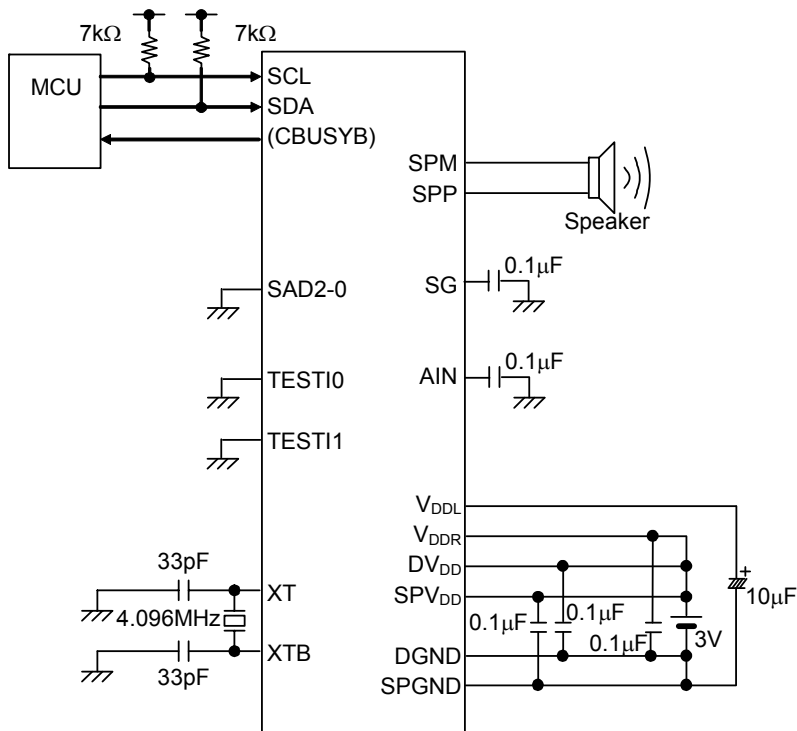 7kΩ
7kΩ
MCU
SCL
SDA
(CBUSYB)
SPM
SPP
Speaker
SAD2-0
SG
0.1μF
TESTI0
AIN
0.1μF
TESTI1
VDDL
VDDR
33pF
DVDD
XT
SPVDD
4.096MHz
10μF
0.1μF
0.1μF
0.1μF
3V
XTB
DGND
33pF
SPGND
+